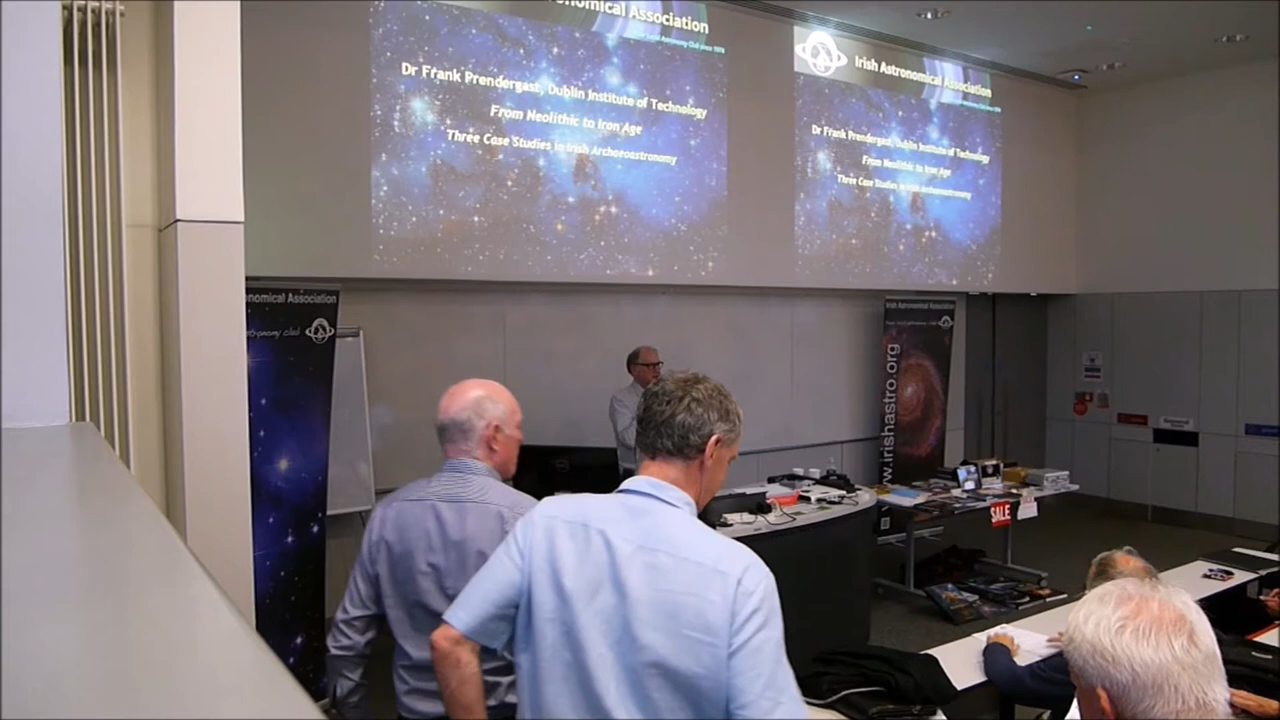 onomical Association
Dr Frank Prendergast, Dublin Institute of Technology
From Neolithic to Iron Age
Three Case Studies in Irish Archaeoastronomy
Irish Astronomical Association
Dr Frank Prendergast, Dublin Institute of Technology
From Neolithic to Iron Age
Three Case Studies in Irish Archaeoastronomy
onomical Association
astronomy club
Irish Astronomical Association
www.irishastro.org
SALE